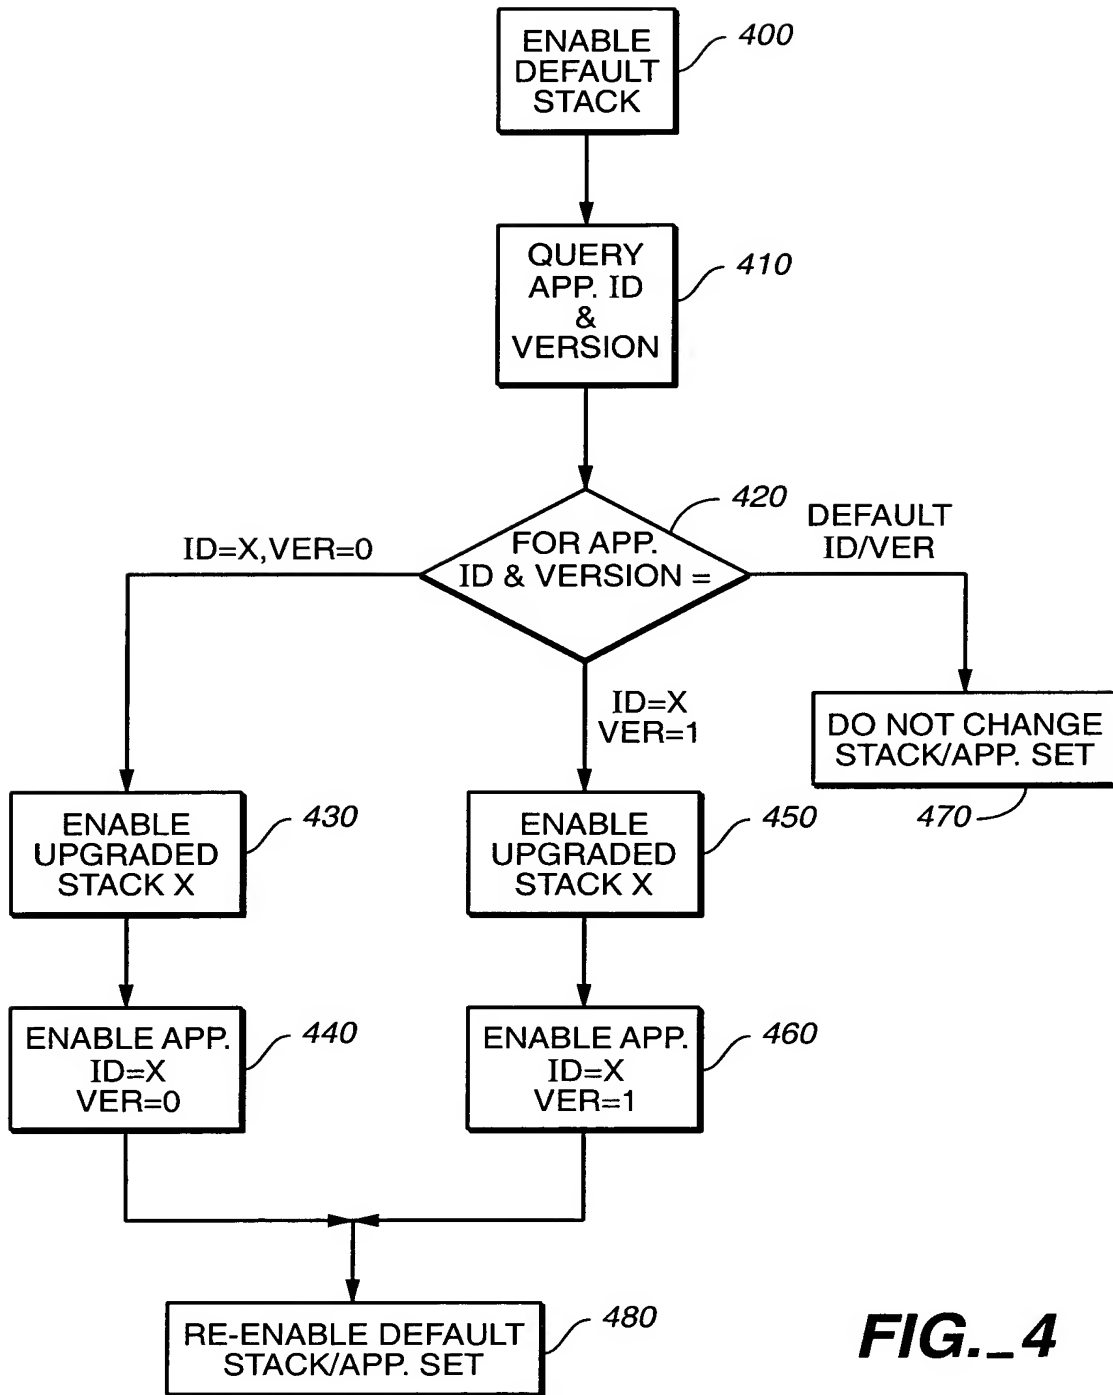 ENABLE
DEFAULT
STACK
400
QUERY
APP. ID
&
VERSION
410
FOR APP.
ID & VERSION =
420
ID=X,VER=0
DEFAULT
ID/VER
ID=X
VER=1
DO NOT CHANGE
STACK/APP. SET
470
ENABLE
UPGRADED
STACK X
430
ENABLE
UPGRADED
STACK X
450
ENABLE APP.
ID=X
VER=0
440
ENABLE APP.
ID=X
VER=1
460
RE-ENABLE DEFAULT
STACK/APP. SET
480
FIG._4